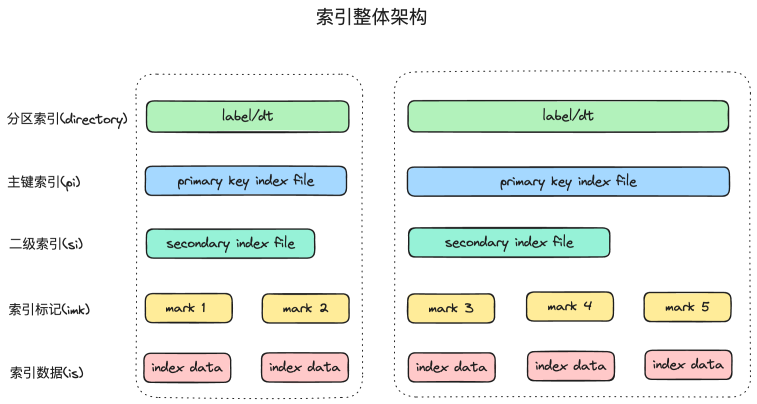 索引整体架构
分区索引(directory) label/dt label/dt
主键索引(pi) primary key index file primary key index file
二级索引(si) secondary index file secondary index file
索引标记(imk) mark 1 mark 2 mark 3 mark 4 mark 5
索引数据(is) index data index data index data index data index data